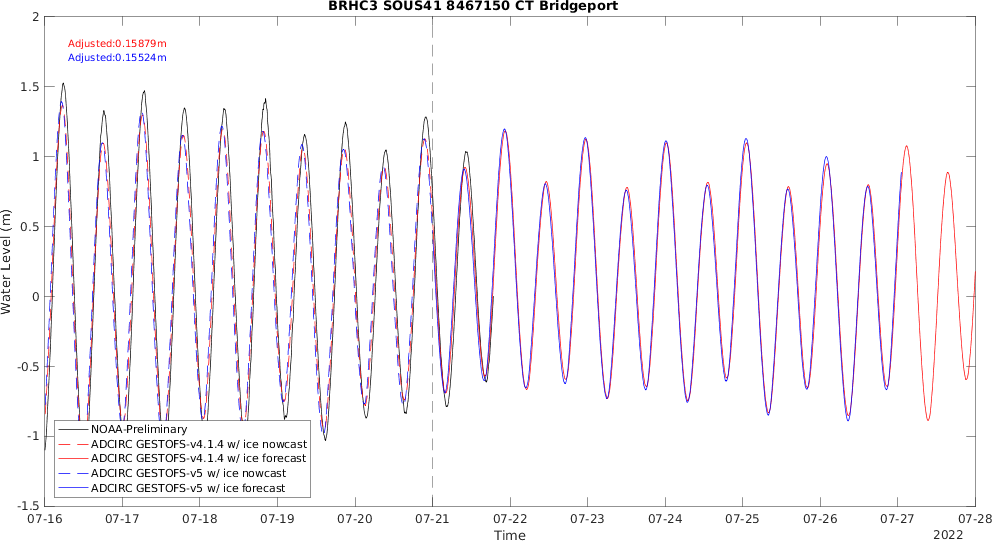 BRHC3 SOUS41 8467150 CT Bridgeport
Adjusted:0.15879m
Adjusted:0.15524m
Water Level (m)
2
1.5
1
0.5
0
-0.5
-1
-1.5
NOAA-Preliminary
ADCIRC GESTOFS-v4.1.4 w/ ice nowcast
ADCIRC GESTOFS-v4.1.4 w/ ice forecast
ADCIRC GESTOFS-v5 w/ ice nowcast
ADCIRC GESTOFS-v5 w/ ice forecast
07-16 07-17 07-18 07-19 07-20 07-21 07-22 07-23 07-24 07-25 07-26 07-27 07-28
Time
2022